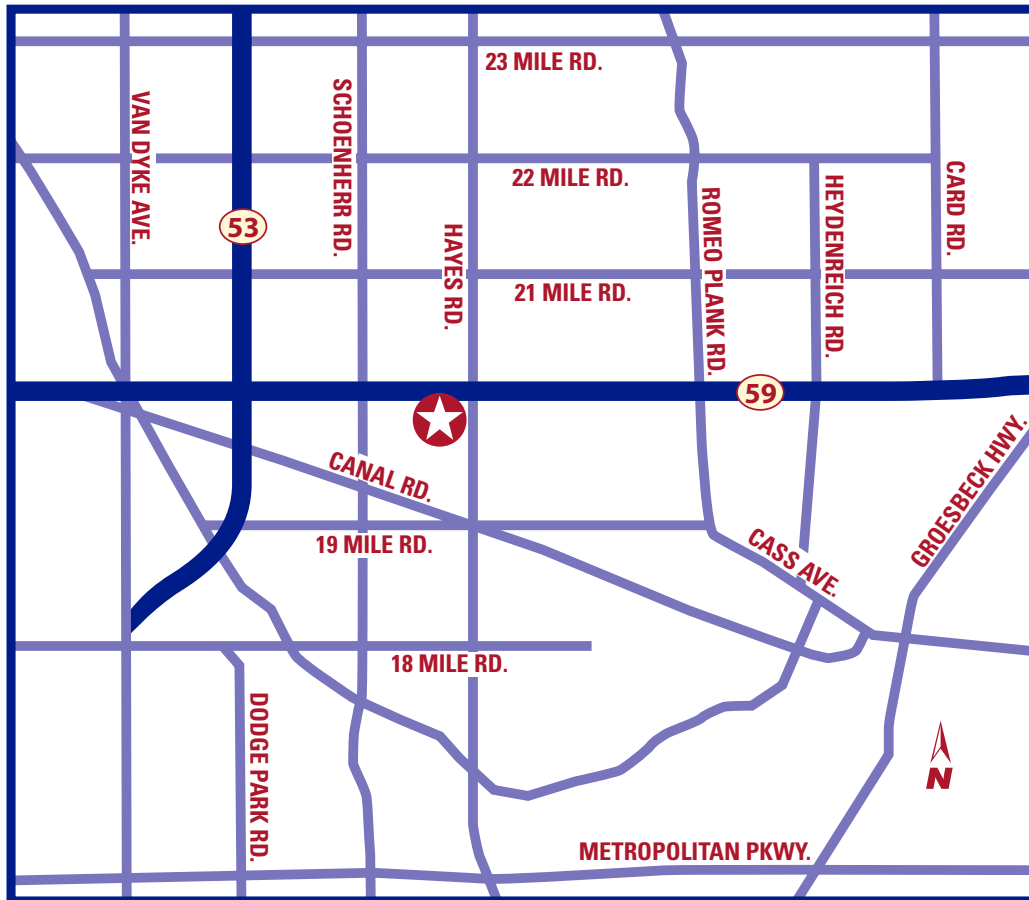 23 MILE RD.
VAN DYKE AVE.
SCHOENHERR RD.
22 MILE RD.
CARD RD.
HEYDENREICH RD.
ROMEO PLANK RD.
53
HAYES RD.
21 MILE RD.
59
CANAL RD.
GROESBECK HWY.
19 MILE RD.
CASS AVE.
18 MILE RD.
DODGE PARK RD.
N
METROPOLITAN PKWY.